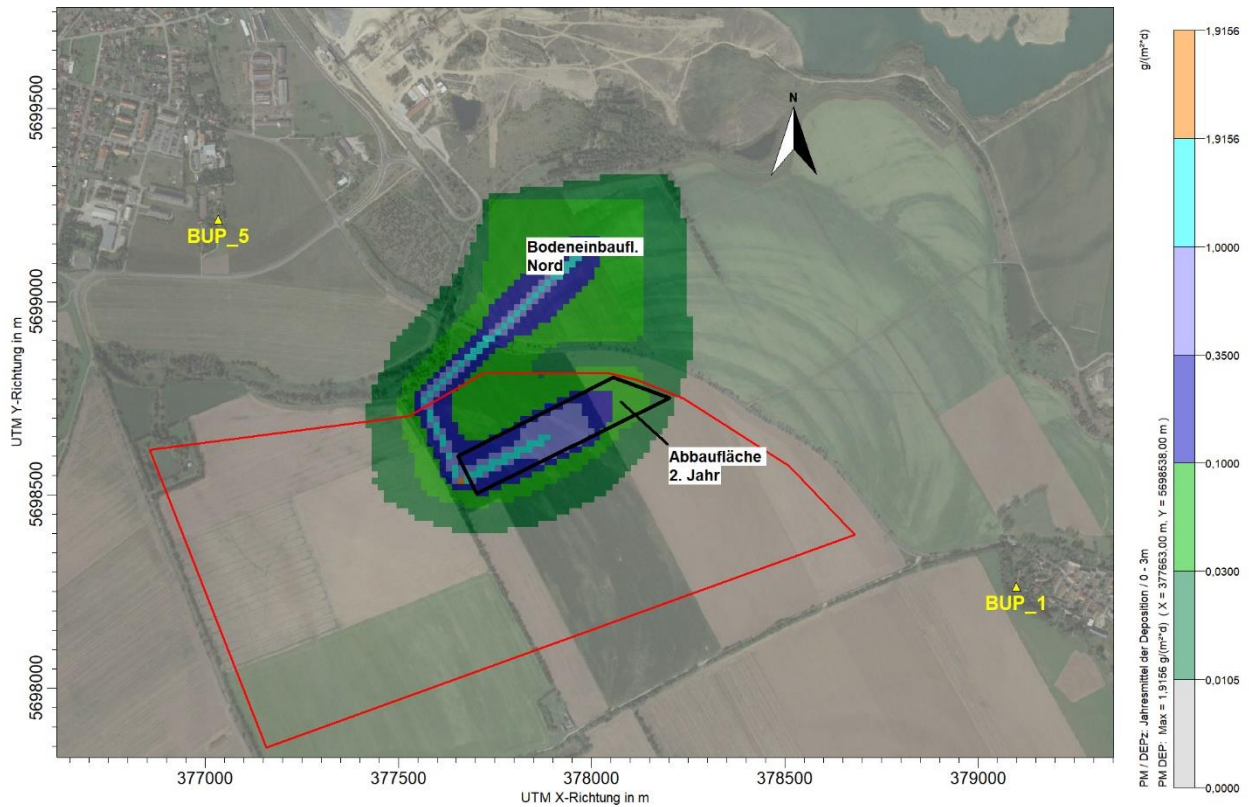 5699500
5699000
5698500
5698000
UTM Y-Richtung in m
377000
377500
378000
378500
379000
UTM X-Richtung in m
N
BUP_5
Bodeneinbaufl.
Nord
Abbaufläche
2. Jahr
BUP_1
g/(m²*d)
1,9156
1.9156
1.0000
0.3500
0.1000
0.0300
0.0105
0.0000
PM / DEPz: Jahresmittel der Deposition / 0 - 3m
PM DEP: Max = 1,9156 g/(m²*d) ( X = 377663,00 m, Y = 5698538,00 m )